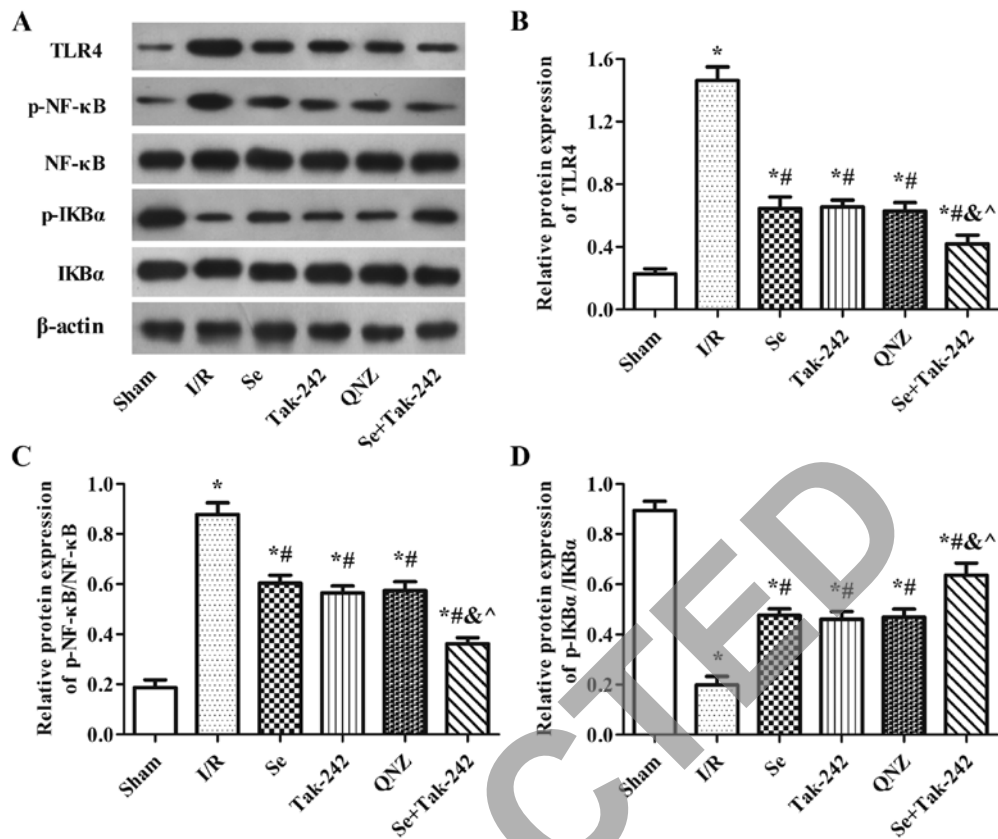 A
TLR4
p-NF-κB
NF-κB
p-IKBα
IKBα
β-actin
Sham
I/R
Se
Tak-242
QNZ
Se+Tak-242
B
Relative protein expression
of TLR4
1.6
1.2
0.8
0.4
0.0
*
*#
*#
*#
*#&^
Sham
I/R
Se
Tak-242
QNZ
Se+Tak-242
C
Relative protein expression
of p-NF-κB/NF-κB
1.0
0.8
0.6
0.4
0.2
0.0
*
*#
*#
*#
*#&^
Sham
I/R
Se
Tak-242
QNZ
Se+Tak-242
D
Relative protein expression
of p-IKBα/IKBα
1.0
0.8
0.6
0.4
0.2
0.0
*
*#
*#
*#
*#&^
Sham
I/R
Se
Tak-242
QNZ
Se+Tak-242
CTED